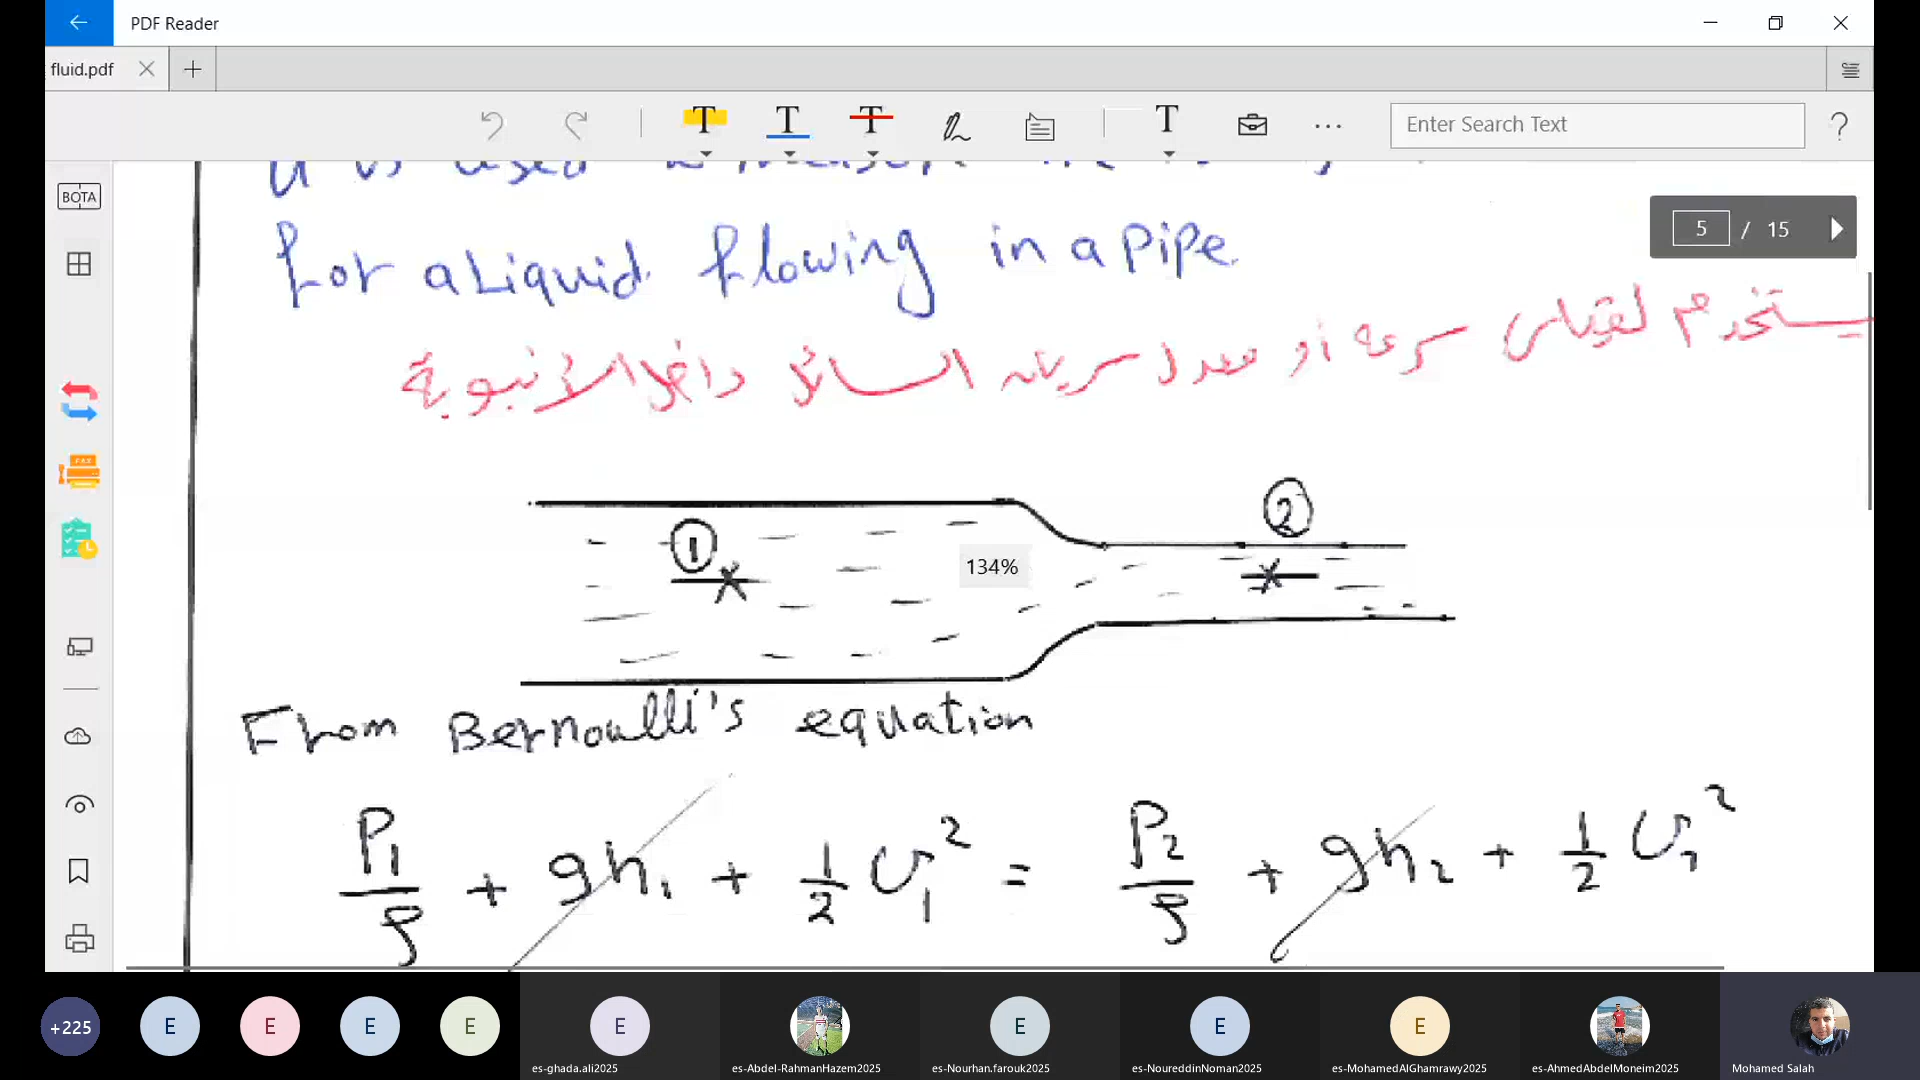 PDF Reader
fluid.pdf
T T T T
Enter Search Text
?
BOTA
5 / 15
for a Liquid flowing in a pipe.
يستخدم لقياس سرعة أو معدل سريان السائل داخل الأنبوبة
②
①
134%
From Bernoulli's equation
P₁/ρ + gh₁ + 1/2 υ₁² = P₂/ρ + gh₂ + 1/2 υ₂²
+225 E E E E E E E E
es-ghada.ali2025 es-Abdel-RahmanHazem2025 es-Nourhan.farouk2025 es-NoureddinNoman2025 es-MohamedAlGhamrawy2025 es-AhmedAbdelMoneim2025 Mohamed Salah